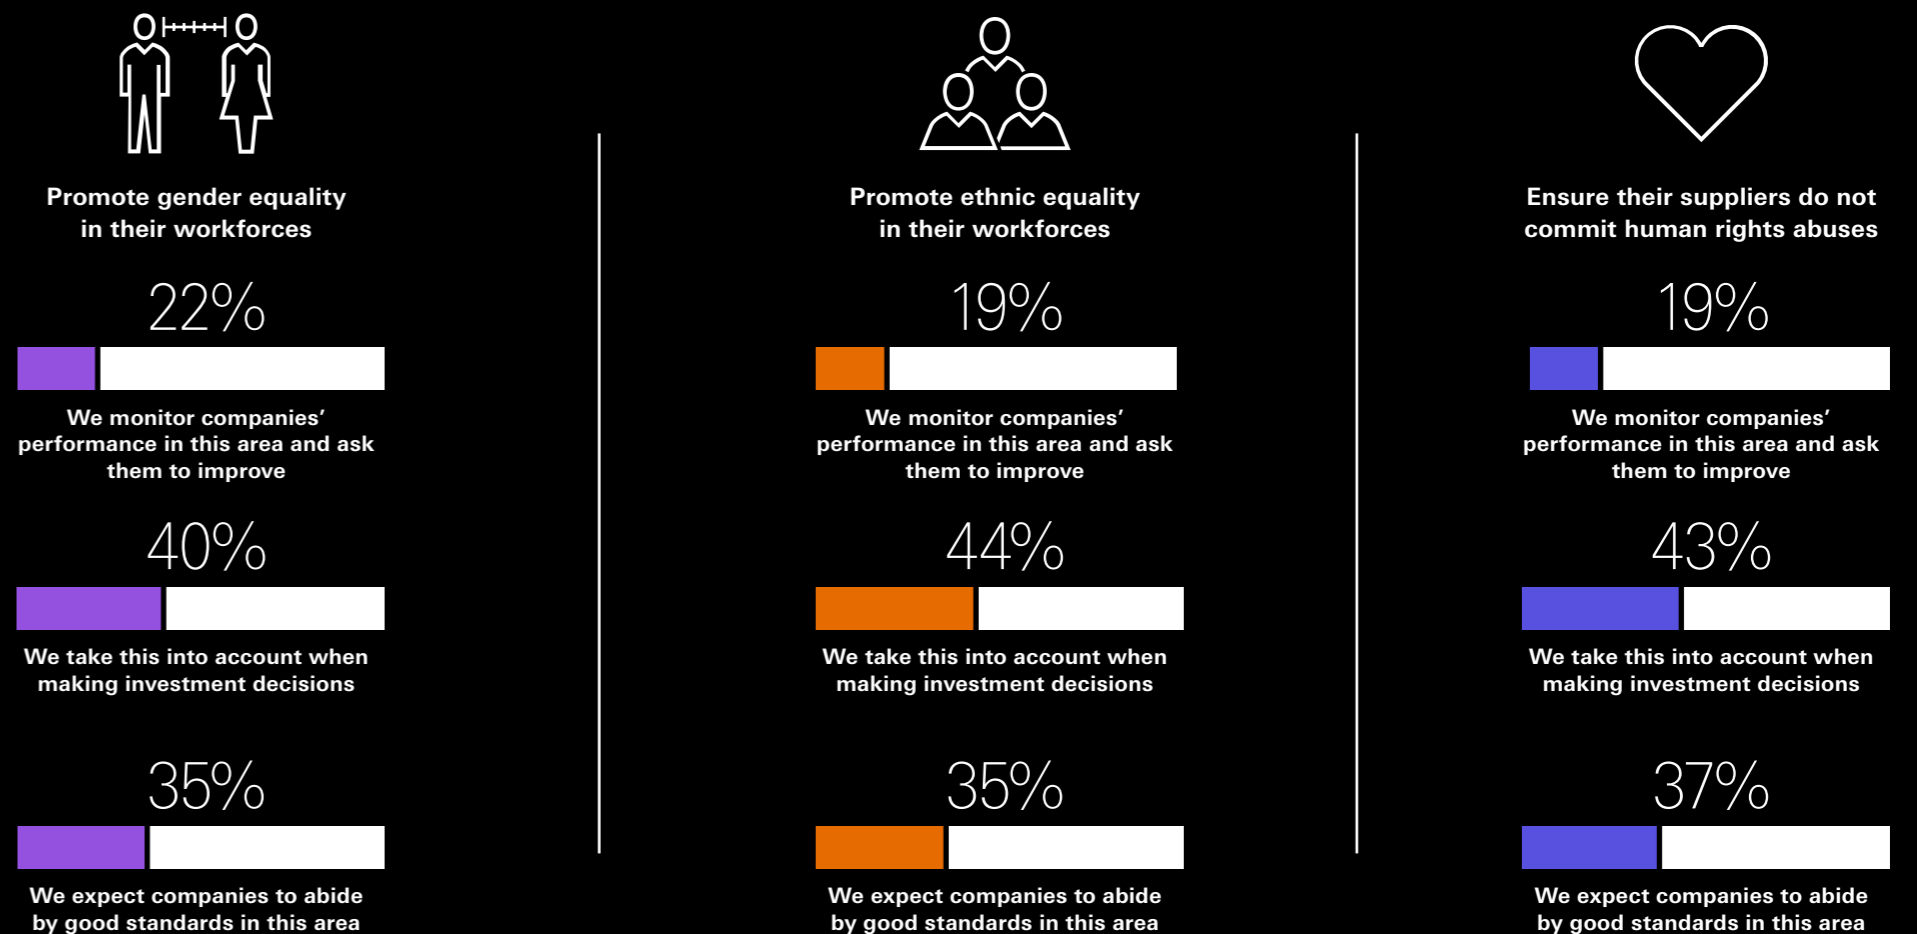 Promote gender equality
in their workforces
22%
We monitor companies’
performance in this area and ask
them to improve
40%
We take this into account when
making investment decisions
35%
We expect companies to abide
by good standards in this area
Promote ethnic equality
in their workforces
19%
We monitor companies’
performance in this area and ask
them to improve
44%
We take this into account when
making investment decisions
35%
We expect companies to abide
by good standards in this area
Ensure their suppliers do not
commit human rights abuses
19%
We monitor companies’
performance in this area and ask
them to improve
43%
We take this into account when
making investment decisions
37%
We expect companies to abide
by good standards in this area